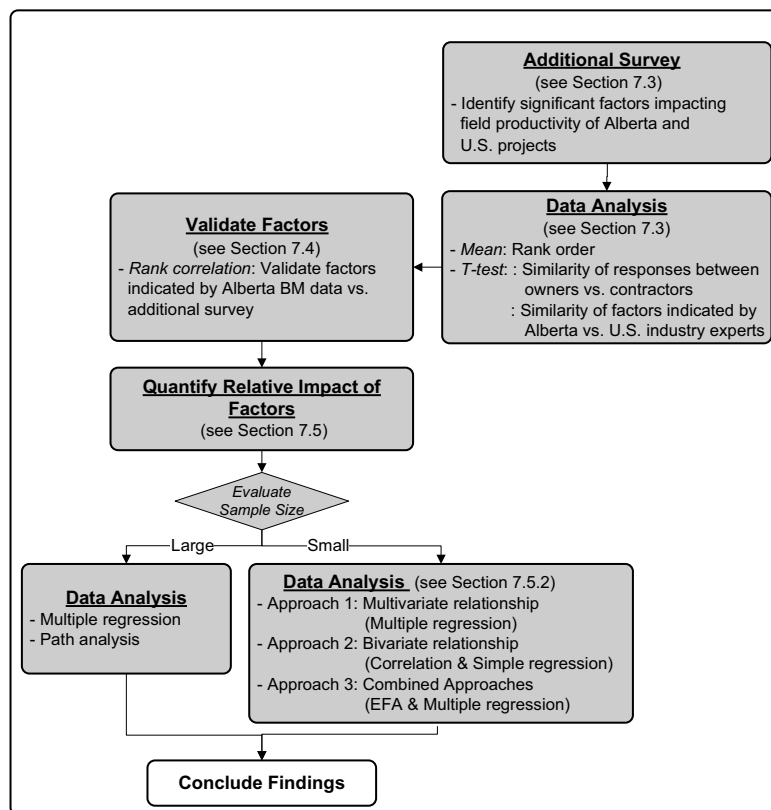 Additional Survey
(see Section 7.3)
- Identify significant factors impacting
field productivity of Alberta and
U.S. projects
Data Analysis
(see Section 7.3)
- Mean: Rank order
- T-test: : Similarity of responses between
owners vs. contractors
: Similarity of factors indicated by
Alberta vs. U.S. industry experts
Validate Factors
(see Section 7.4)
- Rank correlation: Validate factors
indicated by Alberta BM data vs.
additional survey
Quantify Relative Impact of
Factors
(see Section 7.5)
Evaluate
Sample Size
Large
Small
Data Analysis
- Multiple regression
- Path analysis
Data Analysis (see Section 7.5.2)
- Approach 1: Multivariate relationship
(Multiple regression)
- Approach 2: Bivariate relationship
(Correlation & Simple regression)
- Approach 3: Combined Approaches
(EFA & Multiple regression)
Conclude Findings